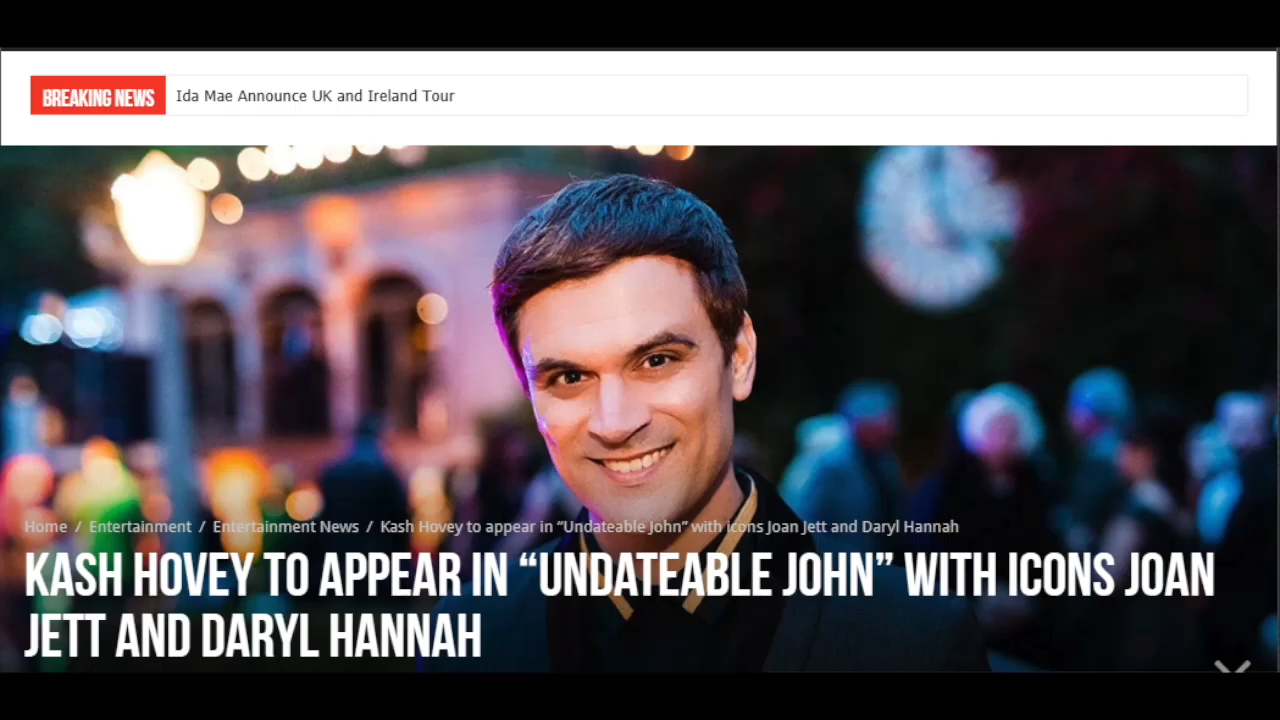 BREAKING NEWS Ida Mae Announce UK and Ireland Tour
Home / Entertainment / Entertainment News / Kash Hovey to appear in “Undateable John” with icons Joan Jett and Daryl Hannah
KASH HOVEY TO APPEAR IN “UNDATEABLE JOHN” WITH ICONS JOAN
JETT AND DARYL HANNAH